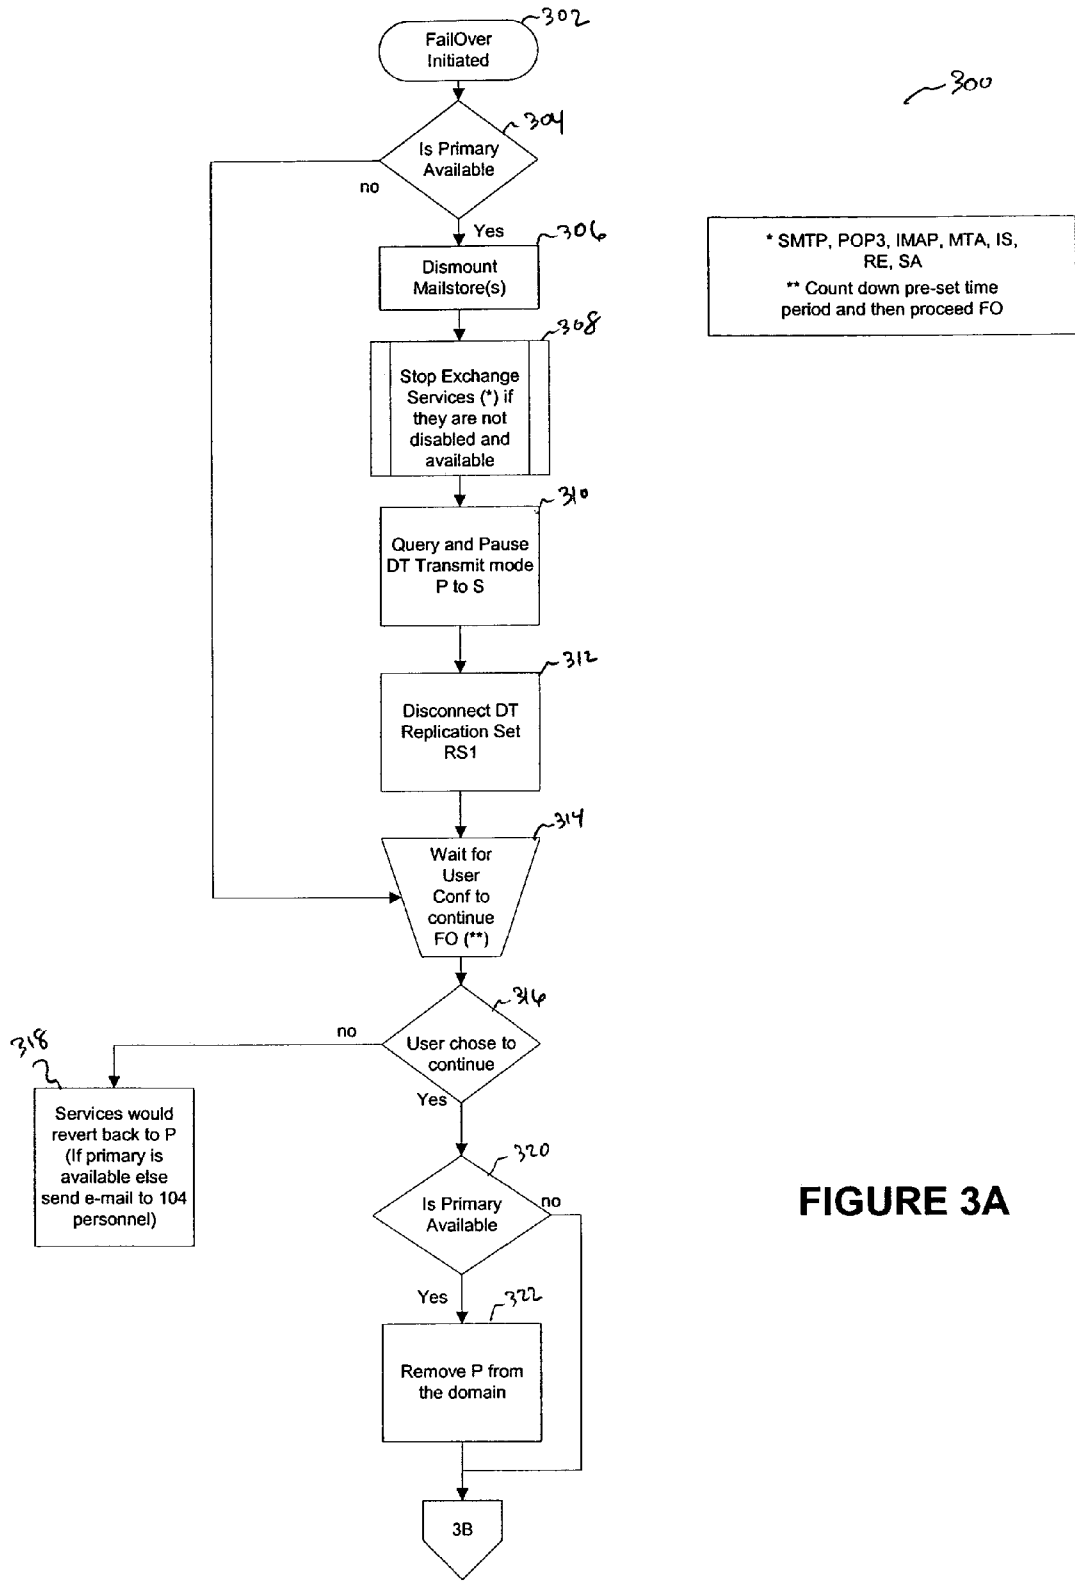 302
FailOver
Initiated
300
304
Is Primary
Available
no
Yes
306
* SMTP, POP3, IMAP, MTA, IS,
RE, SA
** Count down pre-set time
period and then proceed FO
Dismount
Mailstore(s)
308
Stop Exchange
Services (*) if
they are not
disabled and
available
310
Query and Pause
DT Transmit mode
P to S
312
Disconnect DT
Replication Set
RS1
314
Wait for
User
Conf to
continue
FO (**)
316
User chose to
continue
no
318
Services would
revert back to P
(If primary is
available else
send e-mail to 104
personnel)
Yes
320
Is Primary
Available
no
FIGURE 3A
Yes
322
Remove P from
the domain
3B